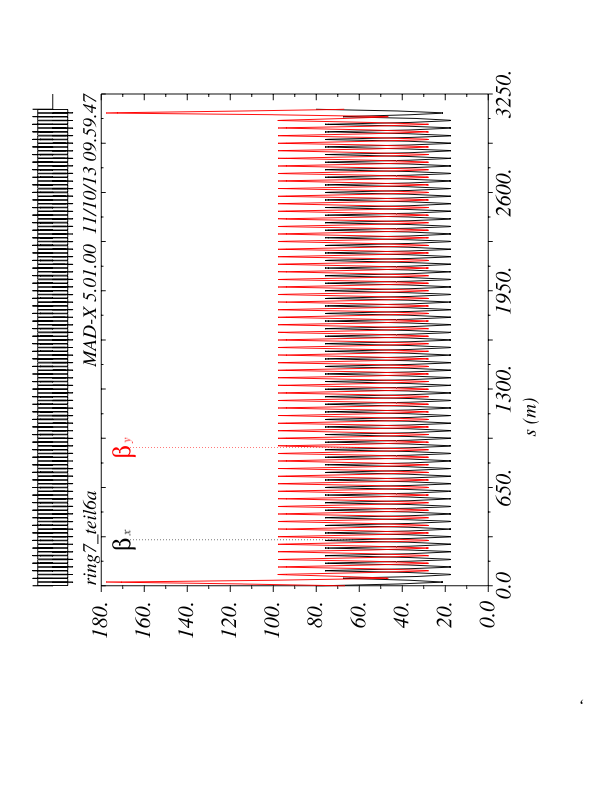 ring7_teil6a MAD-X 5.01.00 11/10/13 09.59.47
180.
160.
140.
120.
100.
80.
60.
40.
20.
0.0
βx
βy
0.0 650. 1300. 1950. 2600. 3250.
s (m)
‘